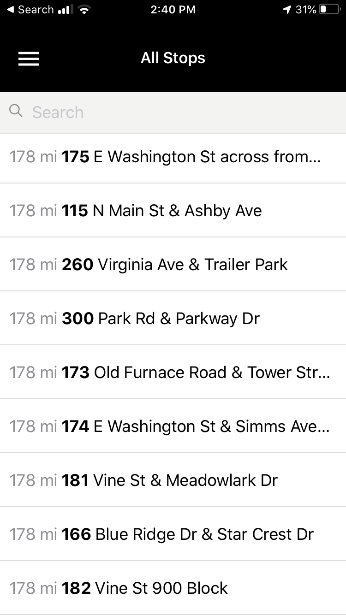 Search 2:40 PM 31%
All Stops
Search
178 mi 175 E Washington St across from...
178 mi 115 N Main St & Ashby Ave
178 mi 260 Virginia Ave & Trailer Park
178 mi 300 Park Rd & Parkway Dr
178 mi 173 Old Furnace Road & Tower Str...
178 mi 174 E Washington St & Simms Ave...
178 mi 181 Vine St & Meadowlark Dr
178 mi 166 Blue Ridge Dr & Star Crest Dr
178 mi 182 Vine St 900 Block